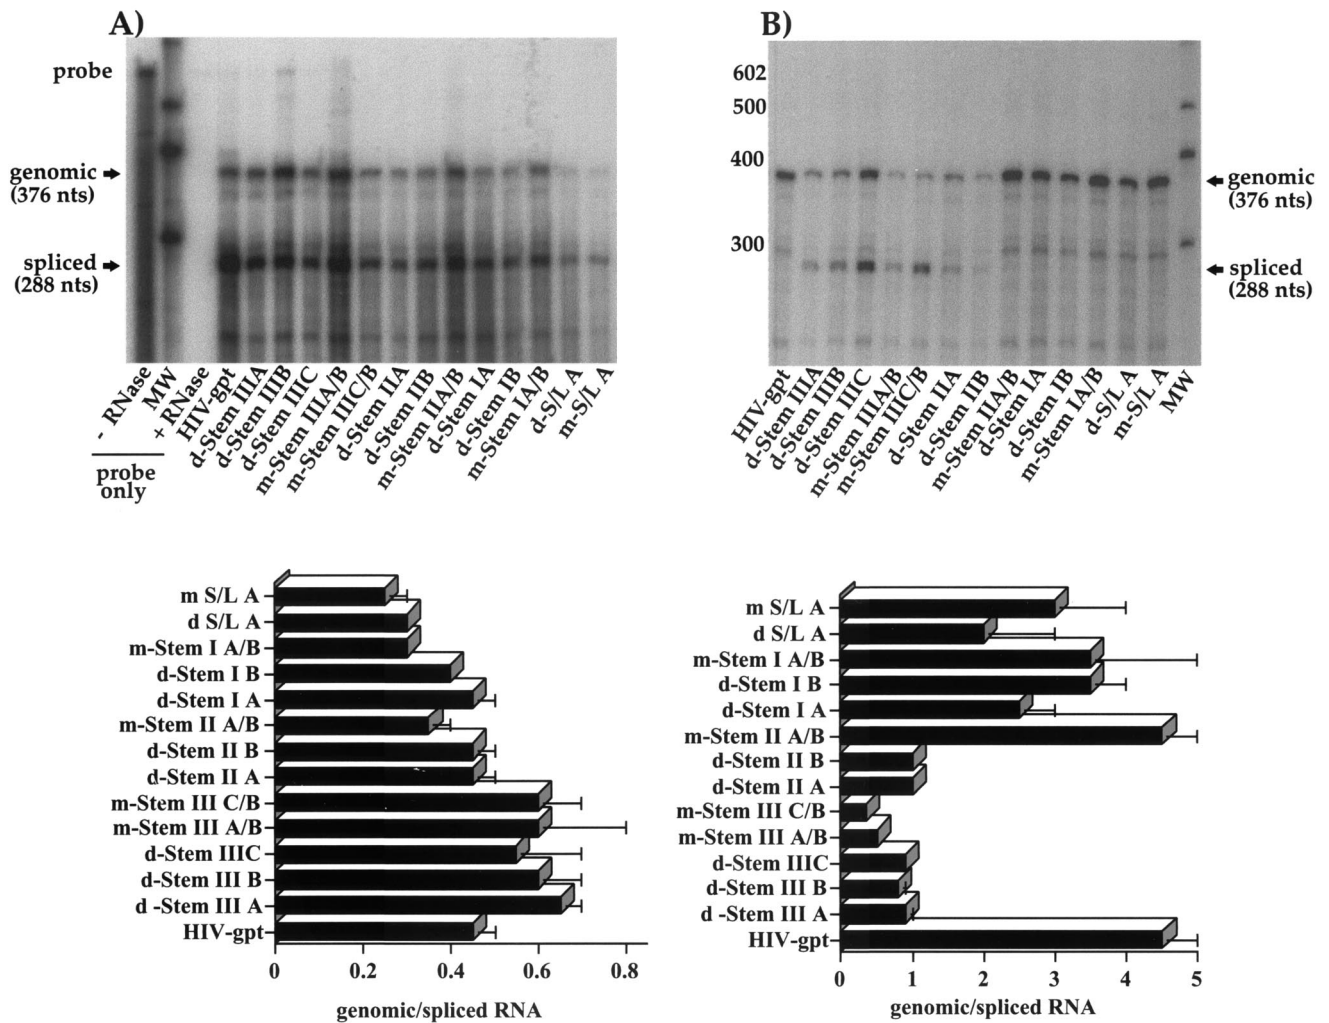 A)
probe
genomic
(376 nts)
spliced
(288 nts)
- RNase
MW
+ RNase
HIV-gpt
d-Stem IIIA
d-Stem IIIB
d-Stem IIIC
m-Stem IIIA/B
m-Stem IIIC/B
d-Stem IIA
d-Stem IIB
m-Stem IIA/B
d-Stem IA
d-Stem IB
m-Stem IA/B
d-S/L A
m-S/L A
probe
only
B)
602
500
400
300
genomic
(376 nts)
spliced
(288 nts)
HIV-gpt
d-Stem IIIA
d-Stem IIIB
d-Stem IIIC
m-Stem IIIA/B
m-Stem IIIC/B
d-Stem IIA
d-Stem IIB
m-Stem IIA/B
d-Stem IA
d-Stem IB
m-Stem IA/B
d-S/L A
m-S/L A
MW
m S/L A
d S/L A
m-Stem I A/B
d-Stem I B
d-Stem I A
m-Stem II A/B
d-Stem II B
d-Stem II A
m-Stem III C/B
m-Stem III A/B
d-Stem IIIC
d-Stem III B
d -Stem III A
HIV-gpt
0 0.2 0.4 0.6 0.8
genomic/spliced RNA
m S/L A
d S/L A
m-Stem I A/B
d-Stem I B
d-Stem I A
m-Stem II A/B
d-Stem II B
d-Stem II A
m-Stem III C/B
m-Stem III A/B
d-Stem IIIC
d-Stem III B
d -Stem III A
HIV-gpt
0 1 2 3 4 5
genomic/spliced RNA